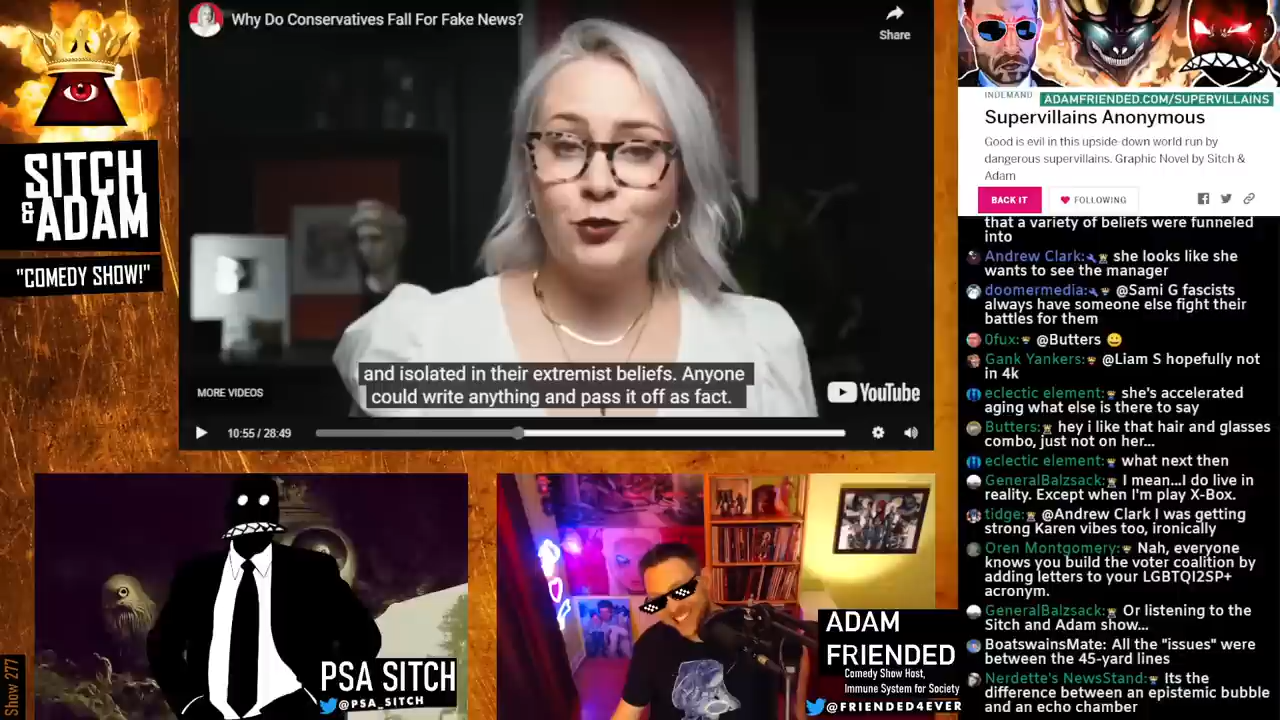 Why Do Conservatives Fall For Fake News?
Share
SITCH
& ADAM
"COMEDY SHOW!"
and isolated in their extremist beliefs. Anyone
could write anything and pass it off as fact.
MORE VIDEOS
YouTube
10:55 / 28:49
INDEMAND
ADAMFRIENDED.COM/SUPERVILLAINS
Supervillains Anonymous
Good is evil in this upside-down world run by
dangerous supervillains. Graphic Novel by Sitch &
Adam
BACK IT
FOLLOWING
that a variety of beliefs were funneled
into
Andrew Clark: she looks like she
wants to see the manager
doomermedia: @Sami G fascists
always have someone else fight their
battles for them
0fux: @Butters
Gank Yankers: @Liam S hopefully not
in 4k
eclectic element: she's accelerated
aging what else is there to say
Butters: hey i like that hair and glasses
combo, just not on her...
eclectic element: what next then
GeneralBalzsack: I mean...I do live in
reality. Except when I'm play X-Box.
tidge: @Andrew Clark I was getting
strong Karen vibes too, ironically
Oren Montgomery: Nah, everyone
knows you build the voter coalition by
adding letters to your LGBTQI2SP+
acronym.
GeneralBalzsack: Or listening to the
Sitch and Adam show...
BoatswainsMate: All the "issues" were
between the 45-yard lines
Nerdette's NewsStand: Its the
difference between an epistemic bubble
and an echo chamber
Show 277
PSA SITCH
@PSA_SITCH
ADAM
FRIENDED
Comedy Show Host,
Immune System for Society
@FRIENDED4EVER